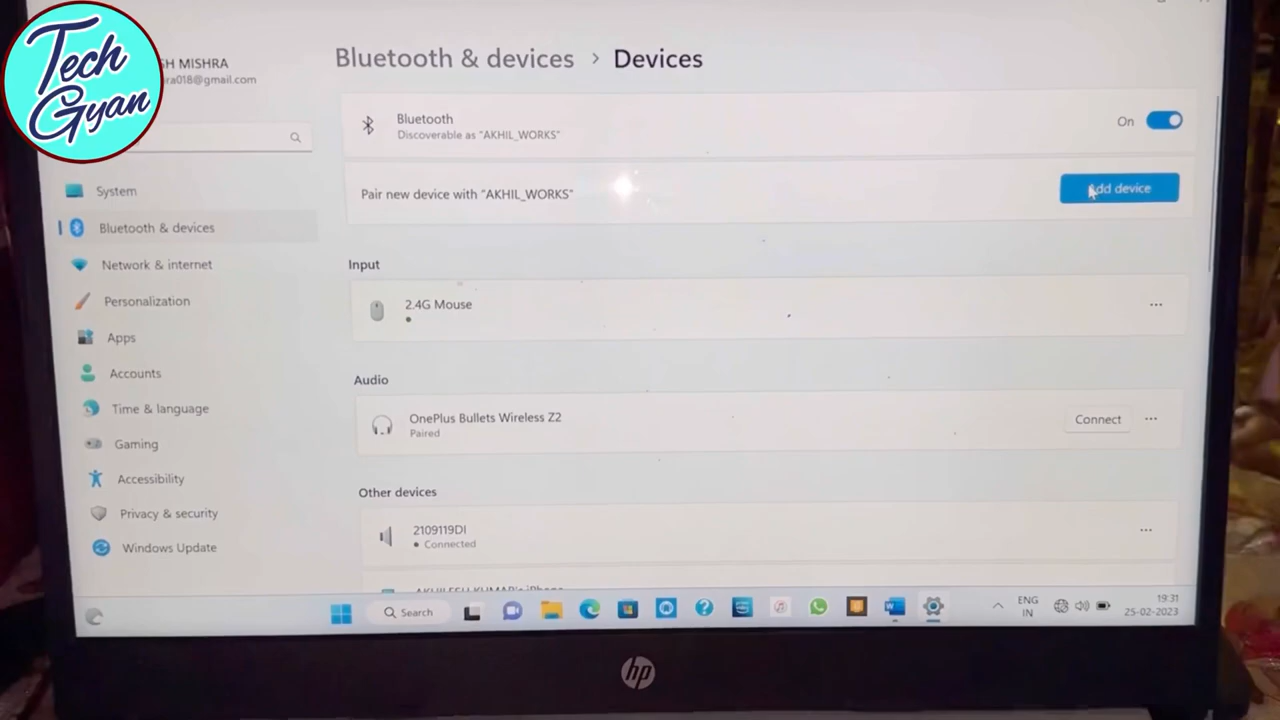 Tech
Gyan
SH MISHRA
ra018@gmail.com
Bluetooth & devices > Devices
Bluetooth
Discoverable as "AKHIL_WORKS"
On
Pair new device with "AKHIL_WORKS"
Add device
System
Bluetooth & devices
Network & internet
Personalization
Apps
Accounts
Time & language
Gaming
Accessibility
Privacy & security
Windows Update
Input
2.4G Mouse
Audio
OnePlus Bullets Wireless Z2
Paired
Connect
Other devices
2109119DI
Connected
AKHILESH KUMAR's iPhone
Search
ENG
IN
19:31
25-02-2023
hp